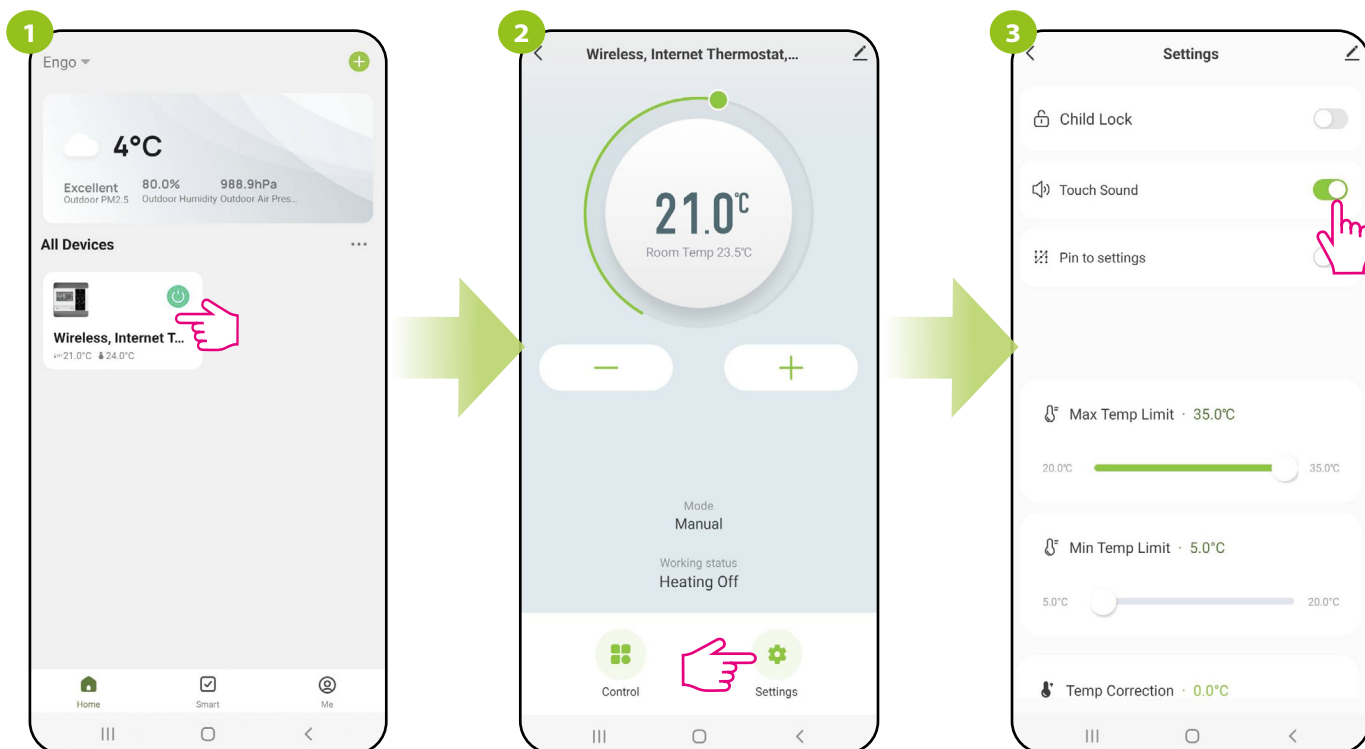 1
Engo
4°C
Excellent
Outdoor PM2.5
80.0%
Outdoor Humidity
988.9hPa
Outdoor Air Pres...
All Devices
Wireless, Internet T...
21.0°C 24.0°C
Home
Smart
Me
2
Wireless, Internet Thermostat,...
21.0°C
Room Temp 23.5°C
Mode
Manual
Working status
Heating Off
Control
Settings
3
Settings
Child Lock
Touch Sound
Pin to settings
Max Temp Limit · 35.0°C
20.0°C 35.0°C
Min Temp Limit · 5.0°C
5.0°C 20.0°C
Temp Correction · 0.0°C